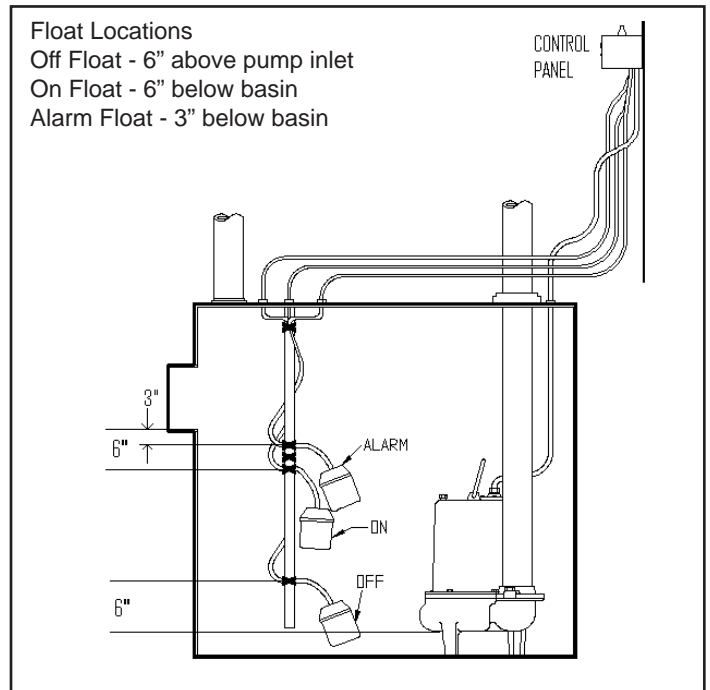 Float Locations
Off Float - 6” above pump inlet
On Float - 6” below basin
Alarm Float - 3” below basin
CONTROL
PANEL
3"
6"
ALARM
ON
OFF
6"